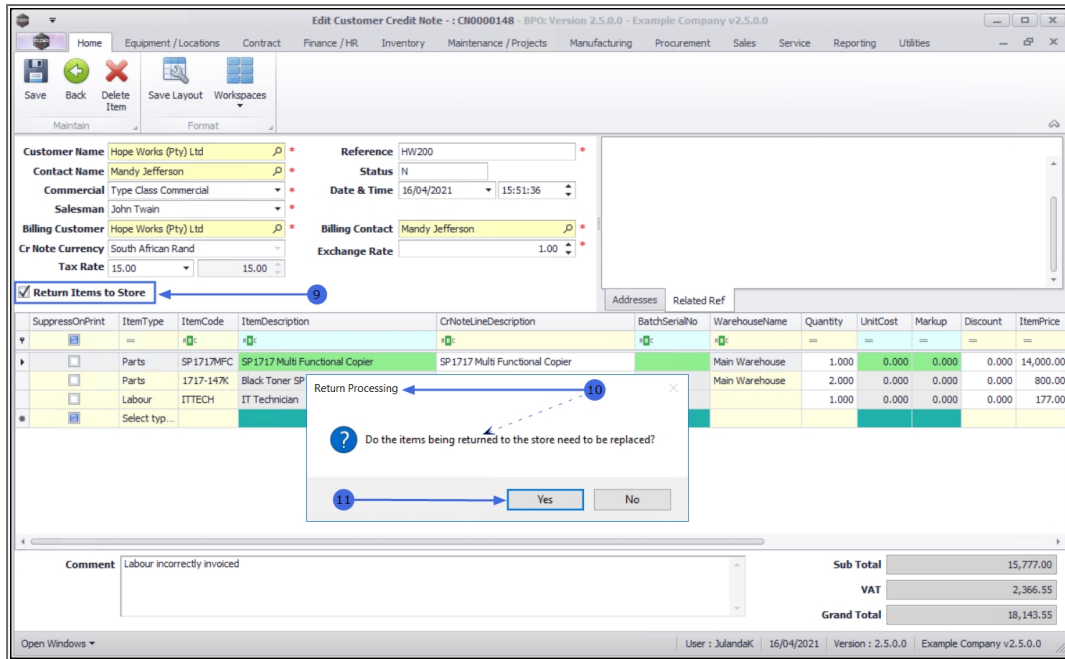 Edit Customer Credit Note - : CN0000148 - BPO: Version 2.5.0.0 - Example Company v2.5.0.0
Home Equipment / Locations Contract Finance / HR Inventory Maintenance / Projects Manufacturing Procurement Sales Service Reporting Utilities
Save Back Delete Item Save Layout Workspaces
Maintain Format
Customer Name Hope Works (Pty) Ltd * Reference HW200 *
Contact Name Mandy Jefferson * Status N
Commercial Type Class Commercial * Date & Time 16/04/2021 15:51:36
Salesman John Twain *
Billing Customer Hope Works (Pty) Ltd * Billing Contact Mandy Jefferson *
Cr Note Currency South African Rand Exchange Rate 1.00 *
Tax Rate 15.00 15.00
Return Items to Store 9
Addresses Related Ref
SuppressOnPrint ItemType ItemCode ItemDescription CrNoteLineDescription BatchSerialNo WarehouseName Quantity UnitCost Markup Discount ItemPrice
= = = = = =
Parts SP1717MFC SP1717 Multi Functional Copier SP1717 Multi Functional Copier Main Warehouse 1.000 0.000 0.000 0.000 14,000.00
Parts 1717-147K Black Toner SP Main Warehouse 2.000 0.000 0.000 0.000 800.00
Labour ITTECH IT Technician 1.000 0.000 0.000 0.000 177.00
Select typ...
Return Processing 10
Do the items being returned to the store need to be replaced?
11 Yes No
Comment Labour incorrectly invoiced
Sub Total 15,777.00
VAT 2,366.55
Grand Total 18,143.55
Open Windows User : JulandaK 16/04/2021 Version : 2.5.0.0 Example Company v2.5.0.0